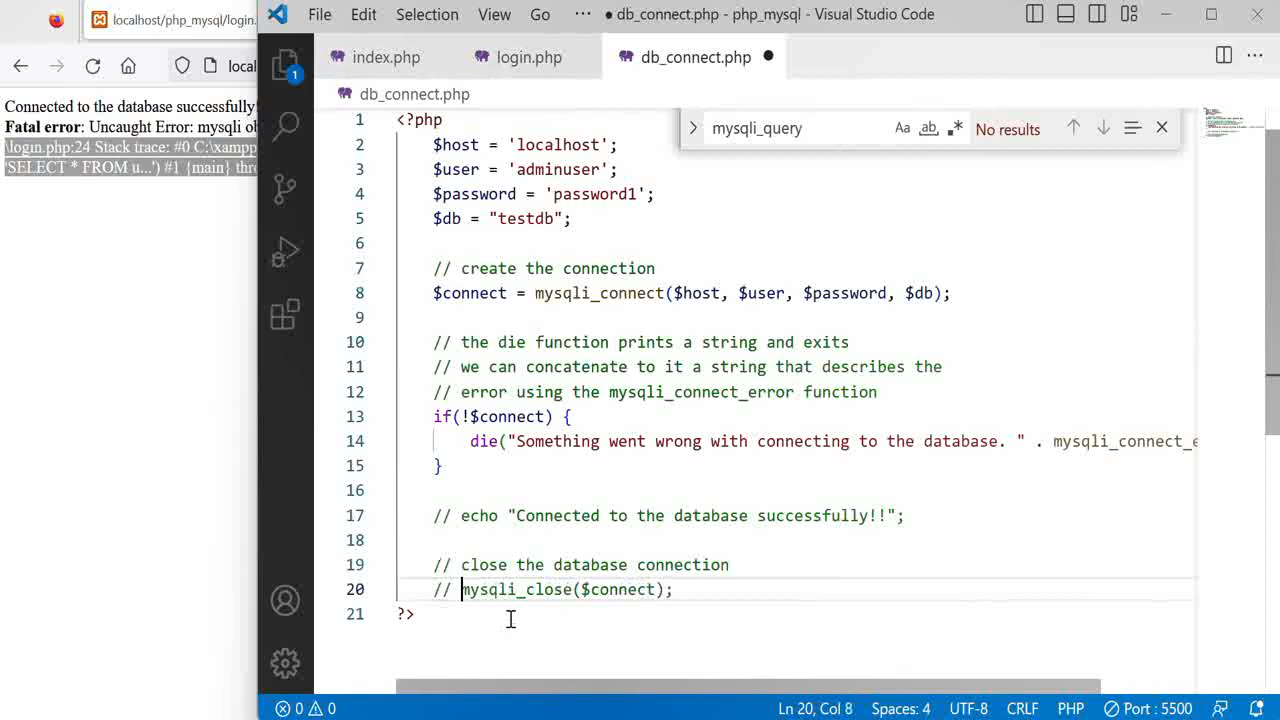 localhost/php_mysql/login.
local
Connected to the database successfully
Fatal error: Uncaught Error: mysqli ob
\login.php:24 Stack trace: #0 C:\xampp
'SELECT * FROM u...') #1 {main} thro
File Edit Selection View Go ··· ● db_connect.php - php_mysql - Visual Studio Code
index.php login.php db_connect.php ●
db_connect.php
mysqli_query Aa ab .* No results
1
1 <?php
2 $host = 'localhost';
3 $user = 'adminuser';
4 $password = 'password1';
5 $db = "testdb";
6
7 // create the connection
8 $connect = mysqli_connect($host, $user, $password, $db);
9
10 // the die function prints a string and exits
11 // we can concatenate to it a string that describes the
12 // error using the mysqli_connect_error function
13 if(!$connect) {
14 die("Something went wrong with connecting to the database. " . mysqli_connect_e
15 }
16
17 // echo "Connected to the database successfully!!";
18
19 // close the database connection
20 // mysqli_close($connect);
21 ?>
0 0 Ln 20, Col 8 Spaces: 4 UTF-8 CRLF PHP Port : 5500